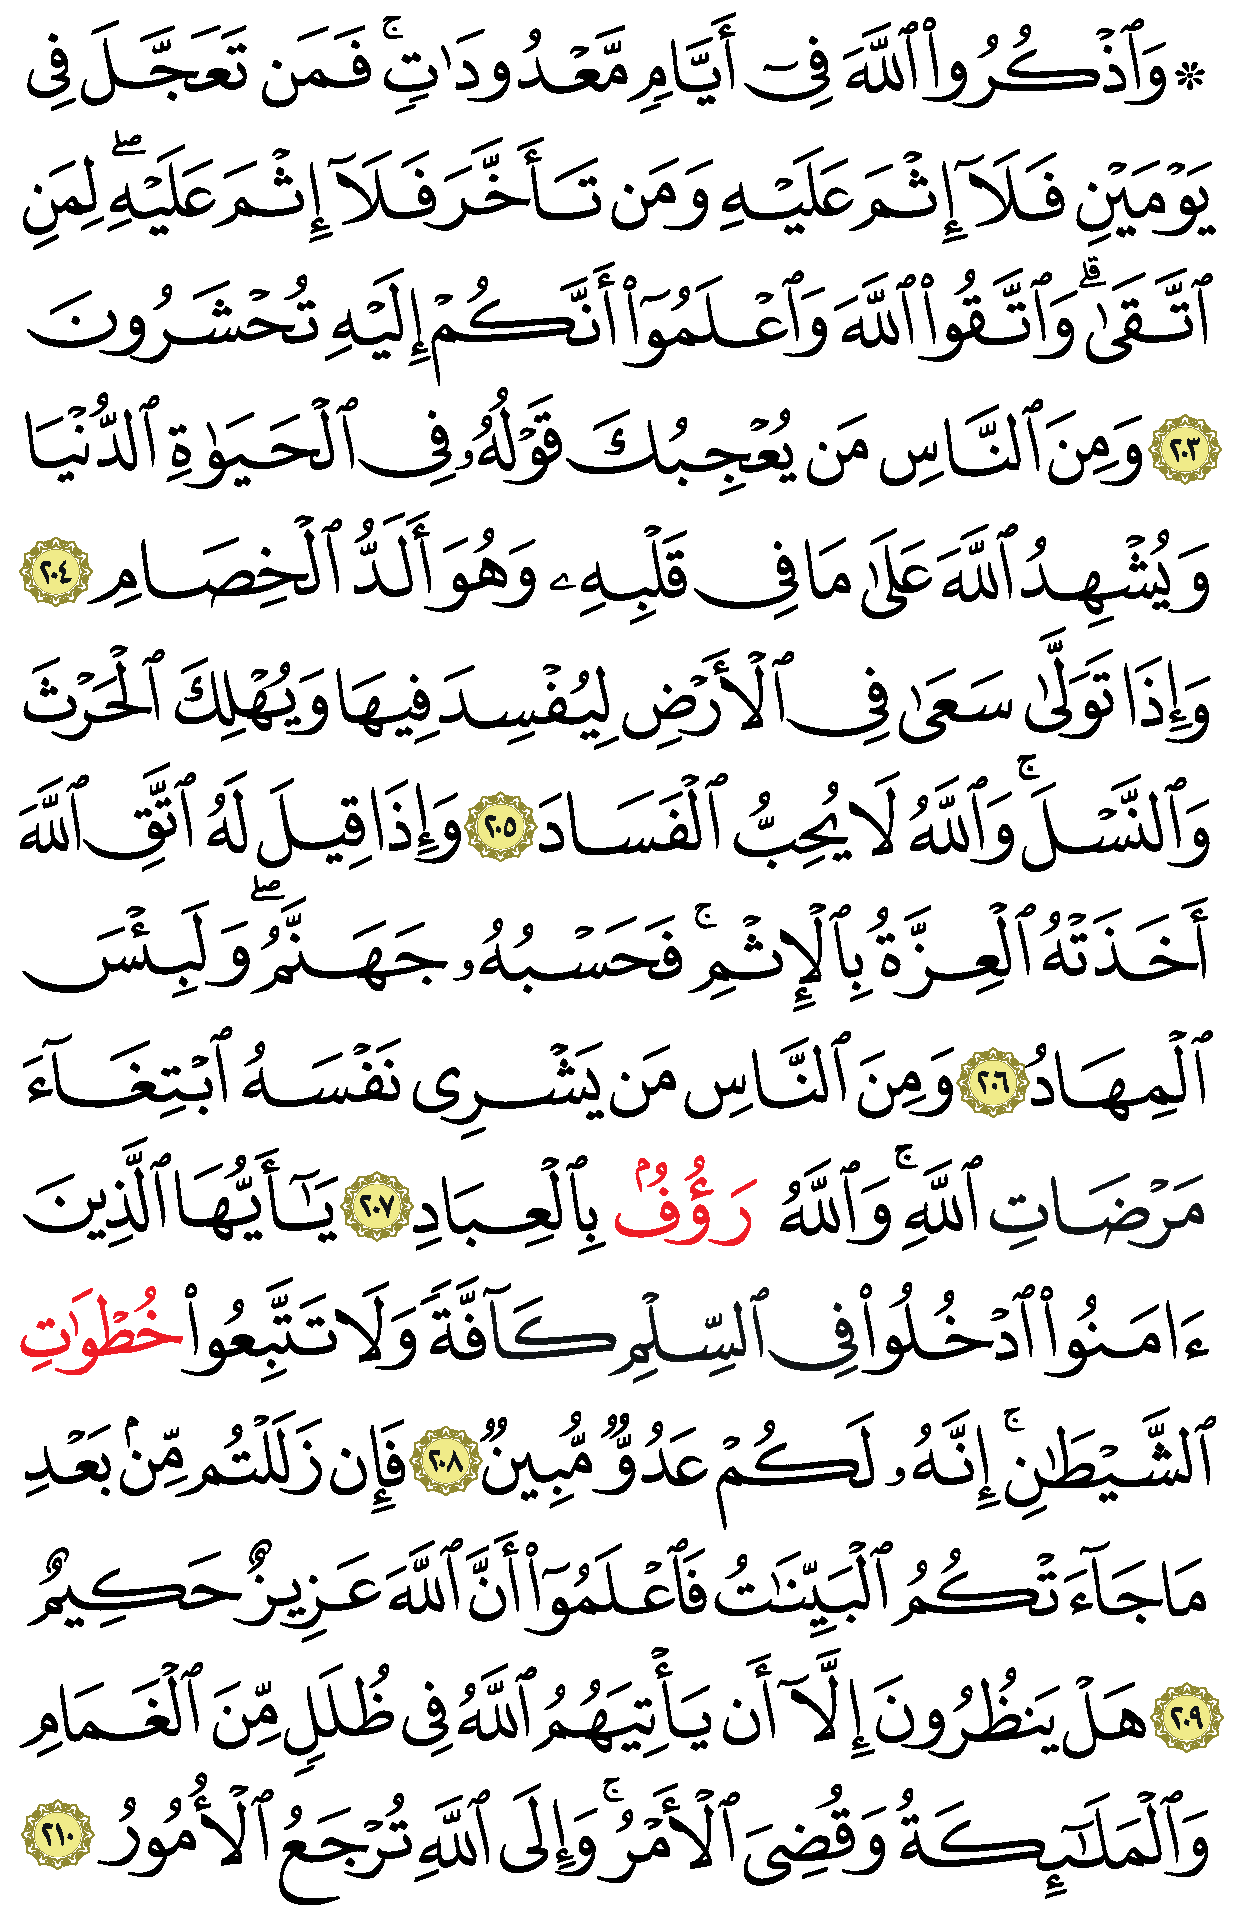 ۞ وَٱذْكُرُوا۟ ٱللَّهَ فِىٓ أَيَّامٍ مَّعْدُودَٰتٍ ۚ فَمَن تَعَجَّلَ فِى
يَوْمَيْنِ فَلَآ إِثْمَ عَلَيْهِ وَمَن تَأَخَّرَ فَلَآ إِثْمَ عَلَيْهِ ۖ لِمَنِ
ٱتَّقَىٰ ۗ وَٱتَّقُوا۟ ٱللَّهَ وَٱعْلَمُوٓا۟ أَنَّكُمْ إِلَيْهِ تُحْشَرُونَ
٢٠٣ وَمِنَ ٱلنَّاسِ مَن يُعْجِبُكَ قَوْلُهُۥ فِى ٱلْحَيَوٰةِ ٱلدُّنْيَا
وَيُشْهِدُ ٱللَّهَ عَلَىٰ مَا فِى قَلْبِهِۦ وَهُوَ أَلَدُّ ٱلْخِصَامِ ٢٠٤
وَإِذَا تَوَلَّىٰ سَعَىٰ فِى ٱلْأَرْضِ لِيُفْسِدَ فِيهَا وَيُهْلِكَ ٱلْحَرْثَ
وَٱلنَّسْلَ ۚ وَٱللَّهُ لَا يُحِبُّ ٱلْفَسَادَ ٢٠٥ وَإِذَا قِيلَ لَهُ ٱتَّقِ ٱللَّهَ
أَخَذَتْهُ ٱلْعِزَّةُ بِٱلْإِثْمِ ۚ فَحَسْبُهُۥ جَهَنَّمُ ۖ وَلَبِئْسَ
ٱلْمِهَادُ ٢٠٦ وَمِنَ ٱلنَّاسِ مَن يَشْرِى نَفْسَهُ ٱبْتِغَآءَ
مَرْضَاتِ ٱللَّهِ ۚ وَٱللَّهُ رَءُوفٌۢ بِٱلْعِبَادِ ٢٠٧ يَٰٓأَيُّهَا ٱلَّذِينَ
ءَامَنُوا۟ ٱدْخُلُوا۟ فِى ٱلسِّلْمِ كَآفَّةً وَلَا تَتَّبِعُوا۟ خُطْوَٰتِ
ٱلشَّيْطَٰنِ ۚ إِنَّهُۥ لَكُمْ عَدُوٌّ مُّبِينٌ ٢٠٨ فَإِن زَلَلْتُم مِّنۢ بَعْدِ
مَا جَآءَتْكُمُ ٱلْبَيِّنَٰتُ فَٱعْلَمُوٓا۟ أَنَّ ٱللَّهَ عَزِيزٌ حَكِيمٌ
٢٠٩ هَلْ يَنظُرُونَ إِلَّآ أَن يَأْتِيَهُمُ ٱللَّهُ فِى ظُلَلٍ مِّنَ ٱلْغَمَامِ
وَٱلْمَلَٰٓئِكَةُ وَقُضِىَ ٱلْأَمْرُ ۚ وَإِلَى ٱللَّهِ تُرْجَعُ ٱلْأُمُورُ ٢١٠